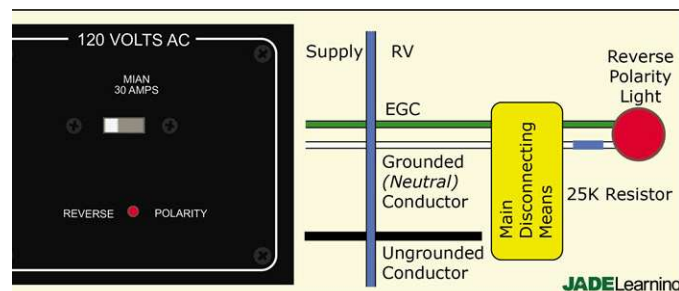 120 VOLTS AC
MIAN
30 AMPS
REVERSE POLARITY
Supply RV
EGC
Grounded
(Neutral)
Conductor
Ungrounded
Conductor
Main
Disconnecting
Means
Reverse
Polarity
Light
25K Resistor
JADELearning